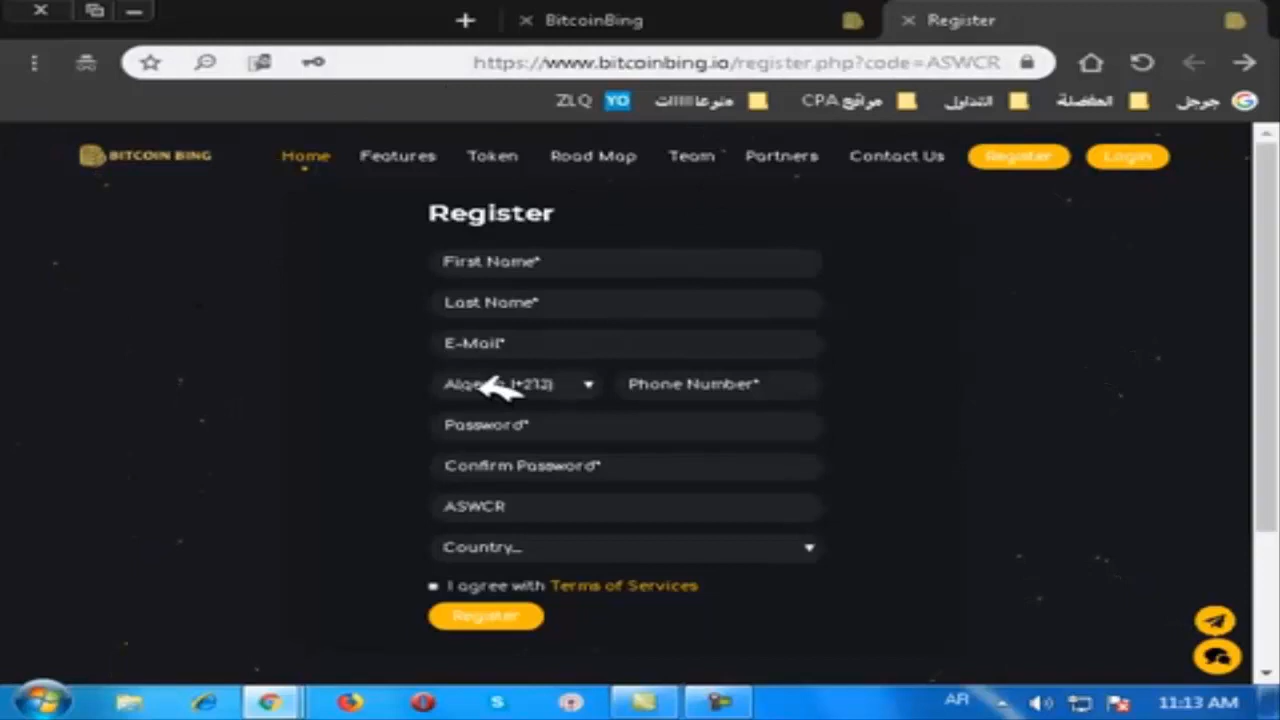 BitcoinBing
Register
https://www.bitcoinbing.io/register.php?code=ASWCR
ZLQ
YO
منوعاااااات
مواقع CPA
التداول
المفضلة
جوجل
BITCOIN BING
Home
Features
Token
Road Map
Team
Partners
Contact Us
Register
Login
Register
First Name*
Last Name*
E-Mail*
(+213)
Phone Number*
Password*
Confirm Password*
ASWCR
Country...
I agree with Terms of Services
Register
AR
11:13 AM